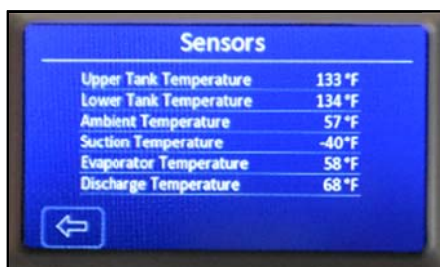 Sensors
Upper Tank Temperature 133 °F
Lower Tank Temperature 134 °F
Ambient Temperature 57 °F
Suction Temperature -40°F
Evaporator Temperature 58 °F
Discharge Temperature 68 °F